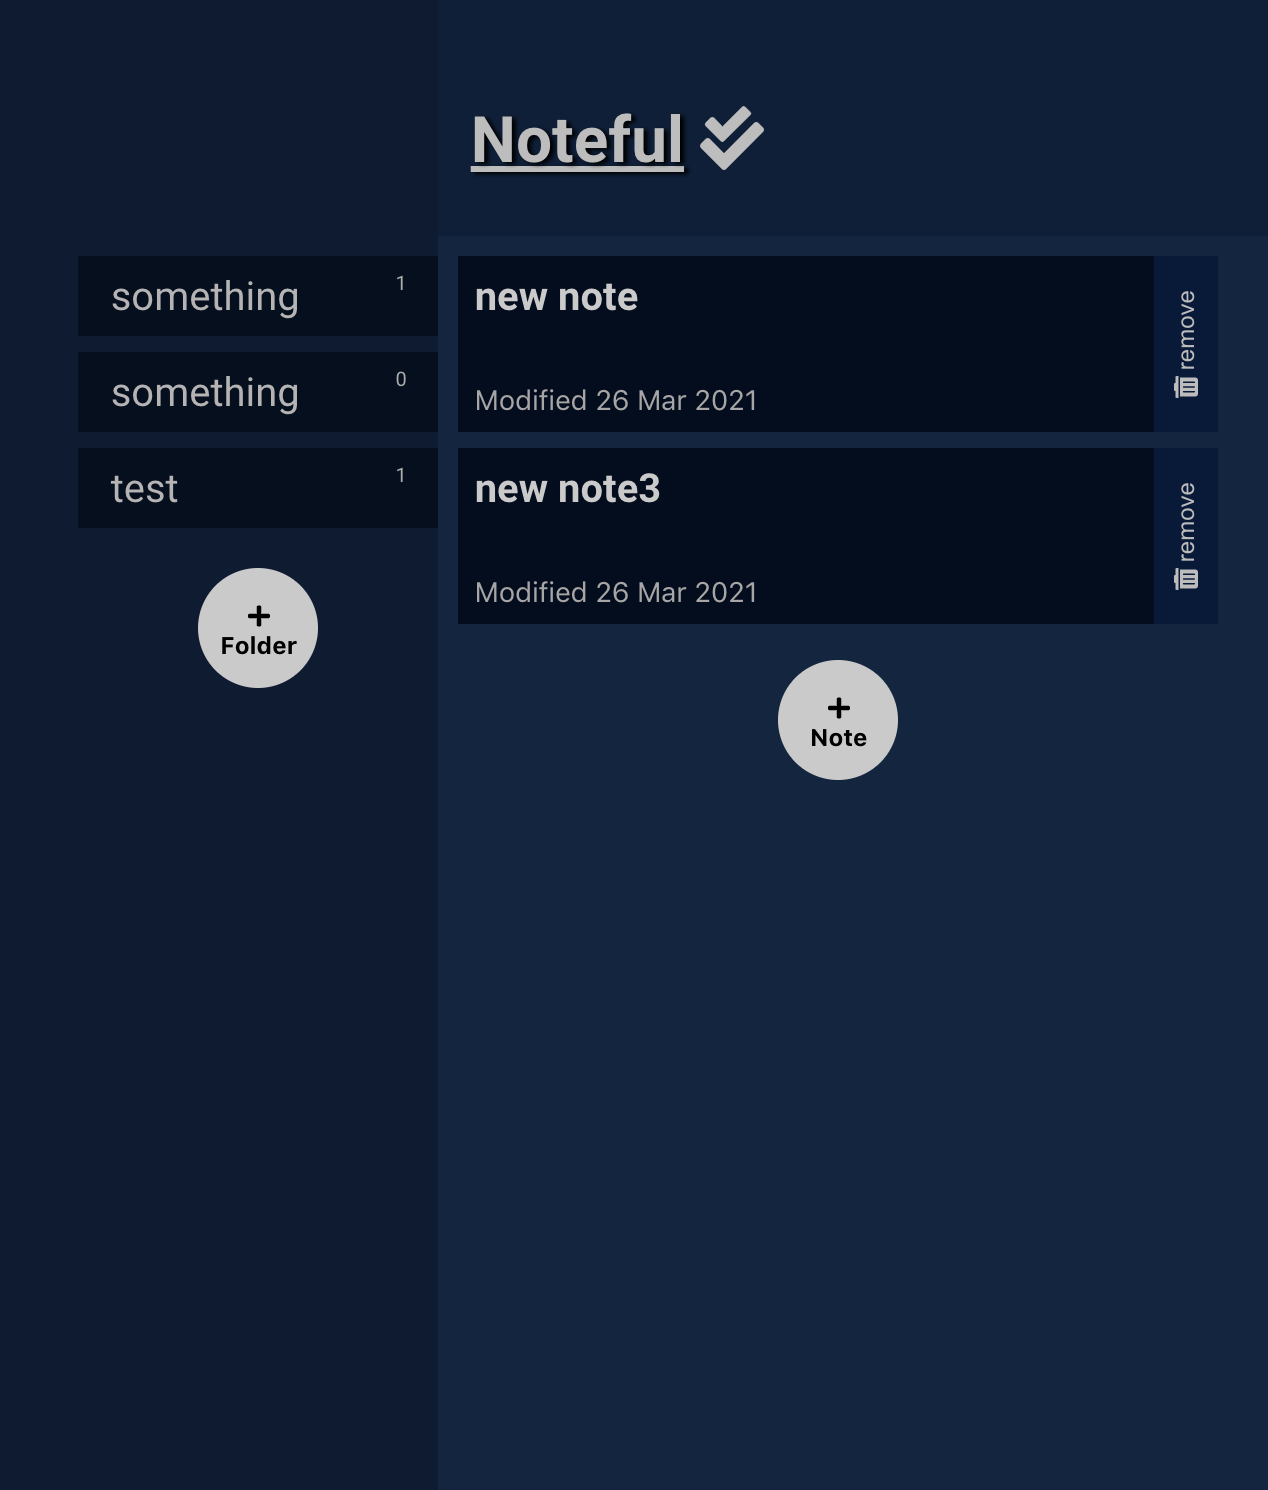 Noteful
something 1
something 0
test 1
+
Folder
new note
Modified 26 Mar 2021
remove
new note3
Modified 26 Mar 2021
remove
+
Note